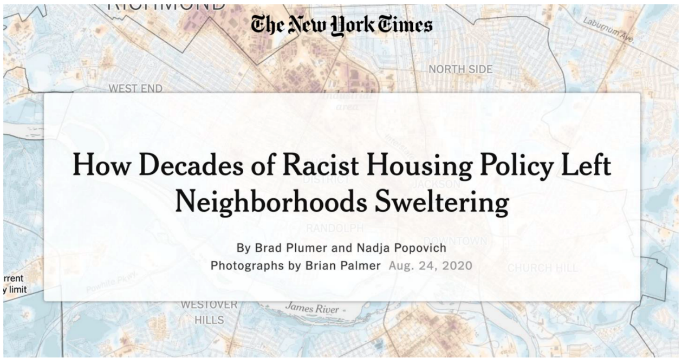 RICHMOND
The New York Times
Laburnum Ave.
NORTH SIDE
WEST END
How Decades of Racist Housing Policy Left
Neighborhoods Sweltering
RANDOLPH
By Brad Plumer and Nadja Popovich
Photographs by Brian Palmer Aug. 24, 2020
CHURCH HILL
rrent
y limit
WESTOVER
HILLS
James River